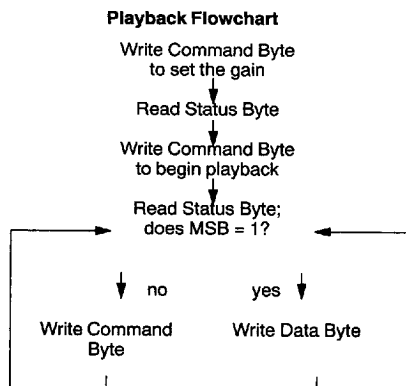 Playback Flowchart
Write Command Byte
to set the gain
Read Status Byte
Write Command Byte
to begin playback
Read Status Byte;
does MSB = 1?
no
yes
Write Command
Byte
Write Data Byte